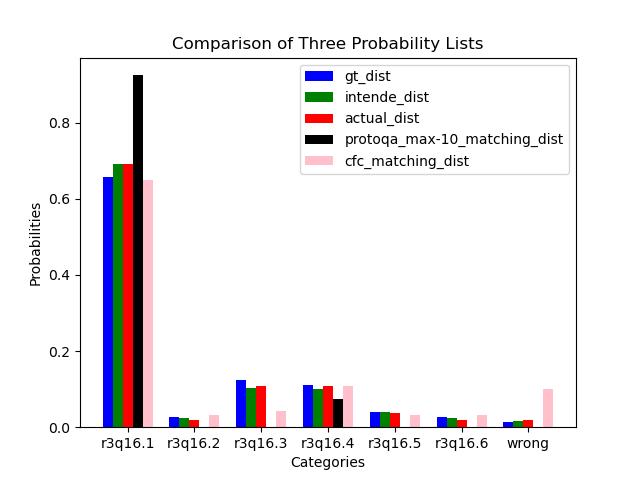 Comparison of Three Probability Lists
gt_dist
intende_dist
actual_dist
protoqa_max-10_matching_dist
cfc_matching_dist
Probabilities
0.8
0.6
0.4
0.2
0.0
r3q16.1 r3q16.2 r3q16.3 r3q16.4 r3q16.5 r3q16.6 wrong
Categories